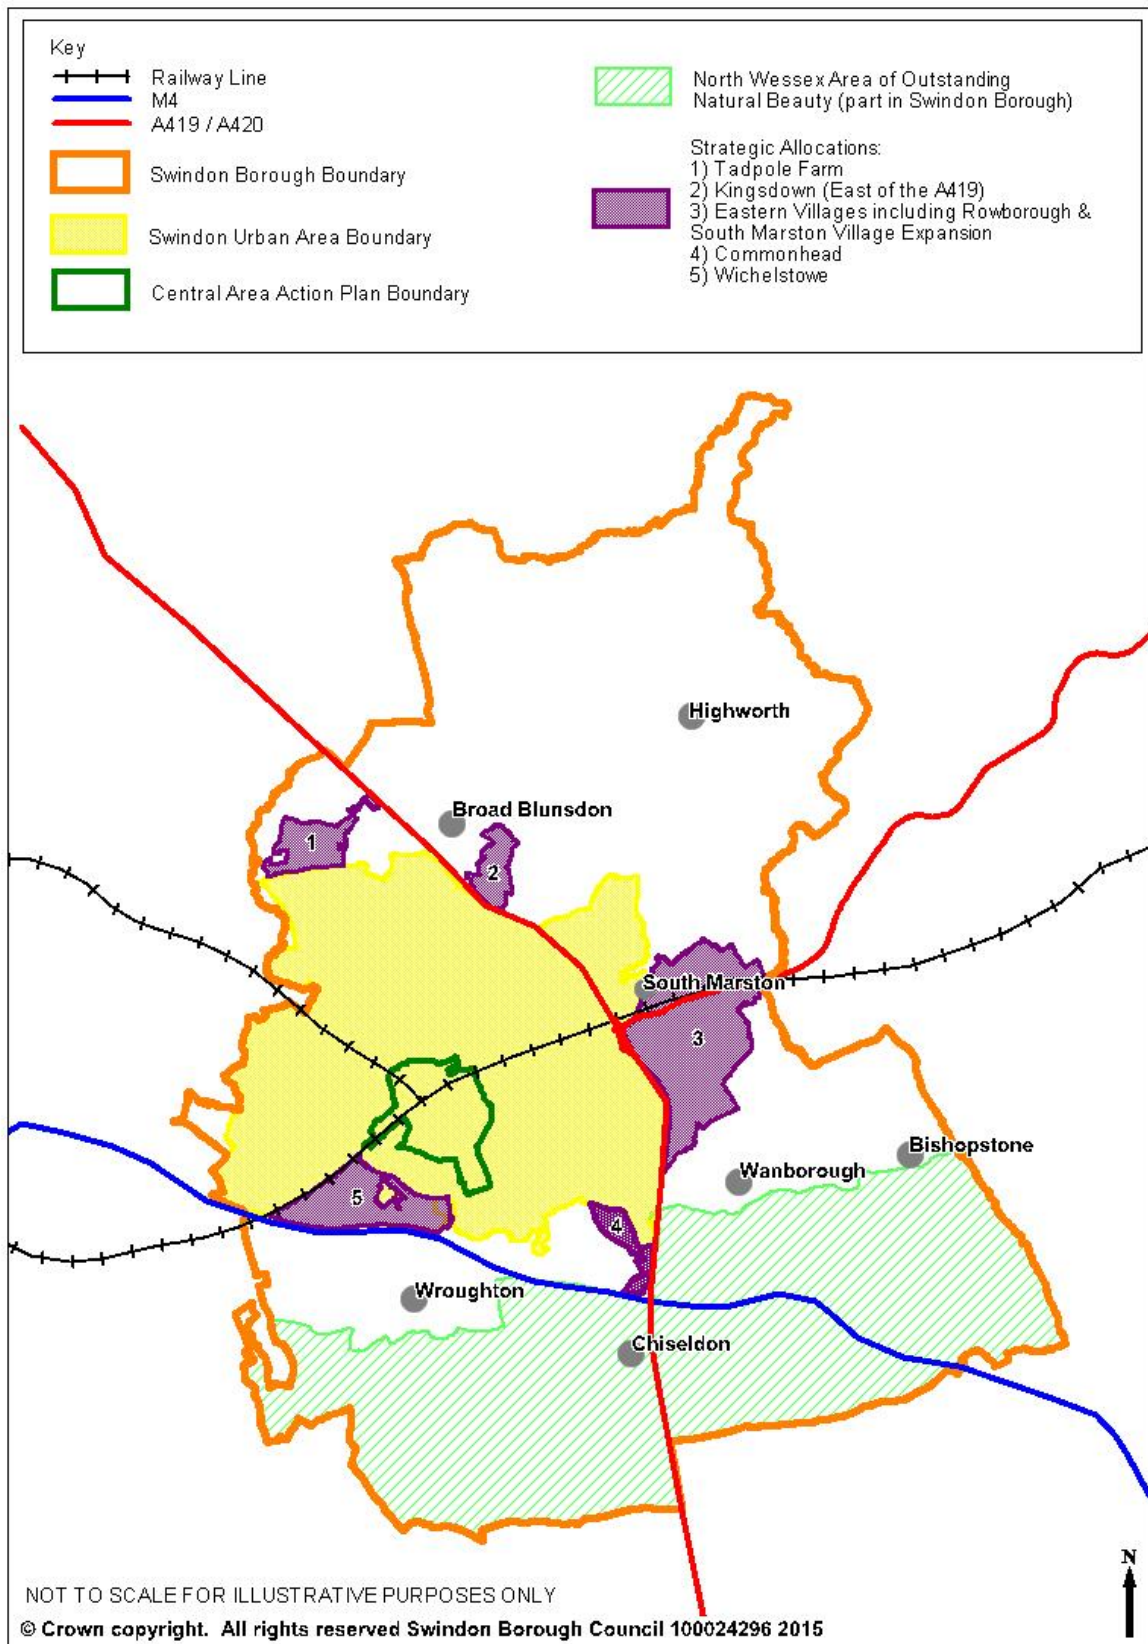 Key
Railway Line
M4
A419 / A420
Swindon Borough Boundary
Swindon Urban Area Boundary
Central Area Action Plan Boundary
North Wessex Area of Outstanding
Natural Beauty (part in Swindon Borough)
Strategic Allocations:
1) Tadpole Farm
2) Kingsdown (East of the A419)
3) Eastern Villages including Rowborough &
South Marston Village Expansion
4) Commonhead
5) Wichelstowe
Highworth
Broad Blunsdon
1
2
South Marston
3
Bishopstone
Wanborough
5
4
Wroughton
Chiseldon
N
NOT TO SCALE FOR ILLUSTRATIVE PURPOSES ONLY
© Crown copyright. All rights reserved Swindon Borough Council 100024296 2015